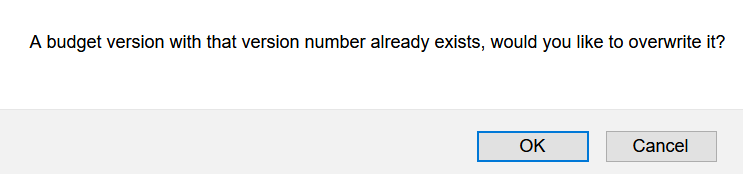 A budget version with that version number already exists, would you like to overwrite it?
OK
Cancel